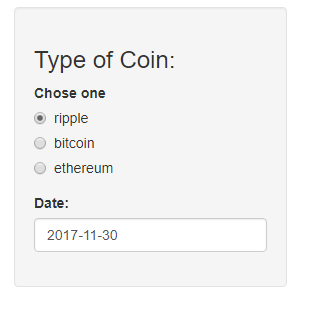 Type of Coin:
Chose one
ripple
bitcoin
ethereum
Date:
2017-11-30